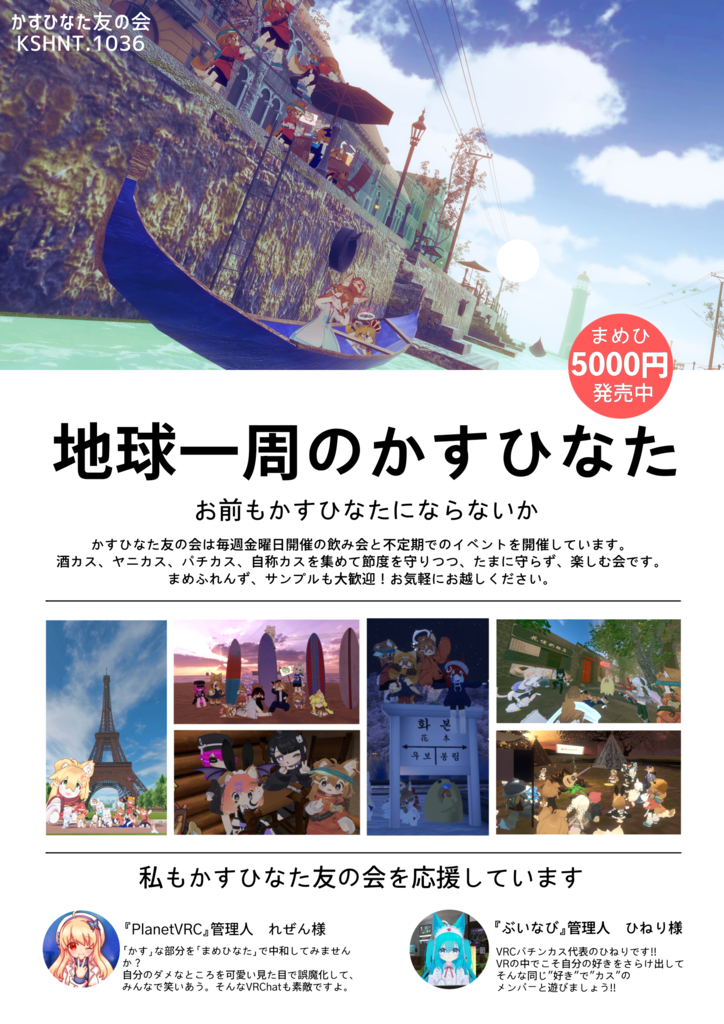 かすひなた友の会
KSHNT.1036
まめひ
5000円
発売中
地球一周のかすひなた
お前もかすひなたにならないか
かすひなた友の会は毎週金曜日開催の飲み会と不定期でのイベントを開催しています。
酒カス、ヤニカス、パチカス、自称カスを集めて節度を守りつつ、たまに守らず、楽しむ会です。
まめふれんず、サンプルも大歓迎！お気軽にお越しください。
화 본
花 本
우보 봉림
私もかすひなた友の会を応援しています
『PlanetVRC』管理人　れぜん様
「かす」な部分を「まめひなた」で中和してみません
か？
自分のダメなところを可愛い見た目で誤魔化して、
みんなで笑いあう。そんなVRChatも素敵ですよ。
『ぶいなび』管理人　ひねり様
VRCパチンカス代表のひねりです!!
VRの中でこそ自分の好きをさらけ出して
そんな同じ"好き"で"カス"の
メンバーと遊びましょう!!